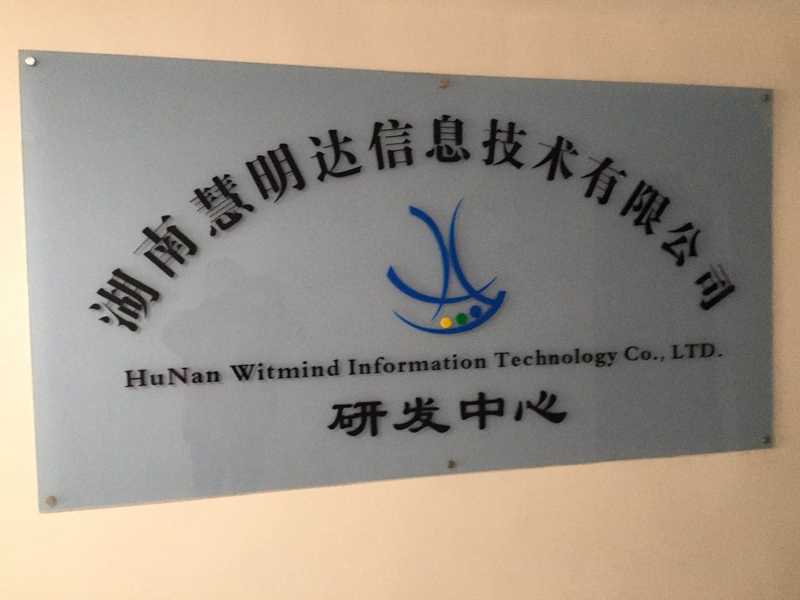 湖南慧明达信息技术有限公司
HuNan Witmind Information Technology Co., LTD.
研发中心